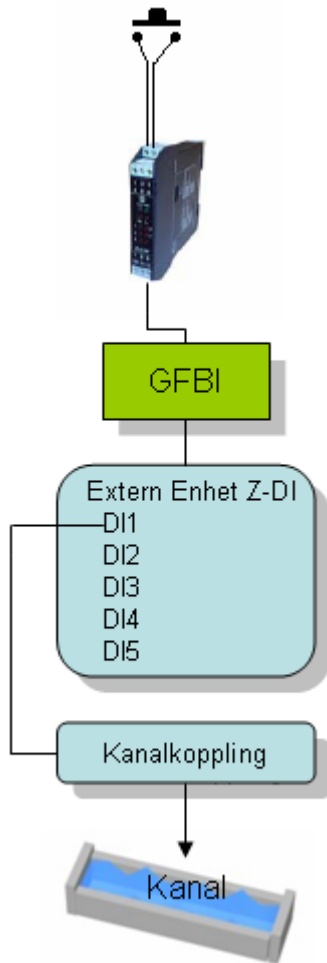 GFBI
Extern Enhet Z-DI
DI1
DI2
DI3
DI4
DI5
Kanalkoppling
Kanal